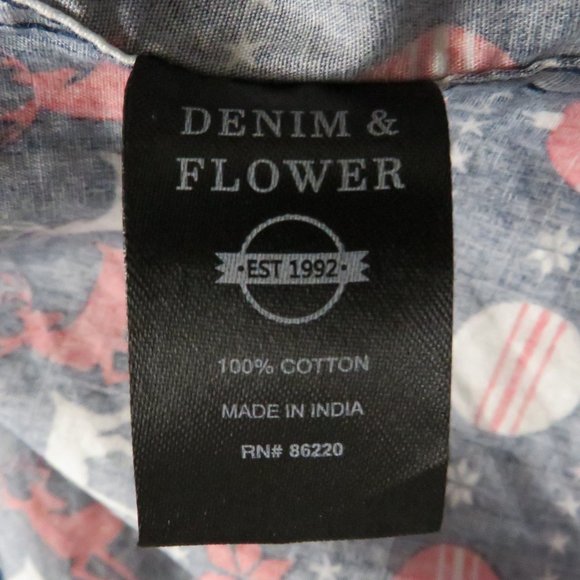 DENIM &
FLOWER
·EST 1992·
100% COTTON
MADE IN INDIA
RN# 86220